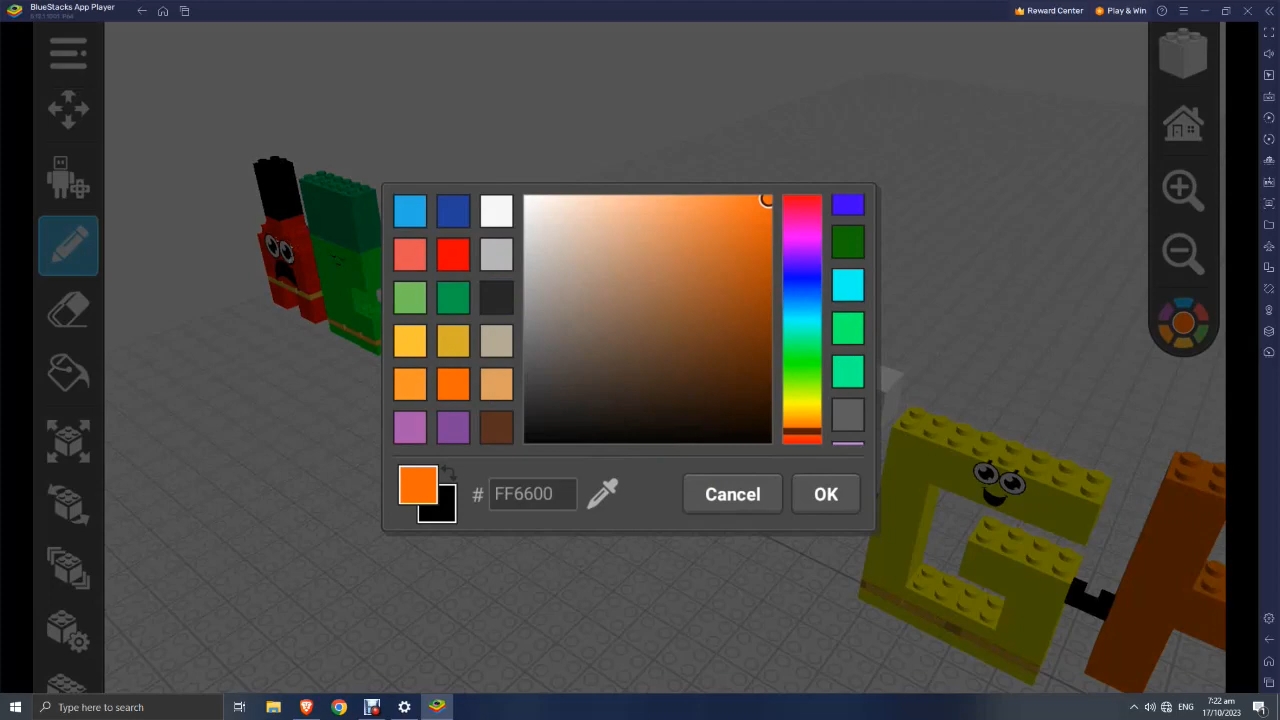 BlueStacks App Player
Reward Center
Play & Win
# FF6600
Cancel
OK
Type here to search
ENG
7:22 am
17/10/2023
1